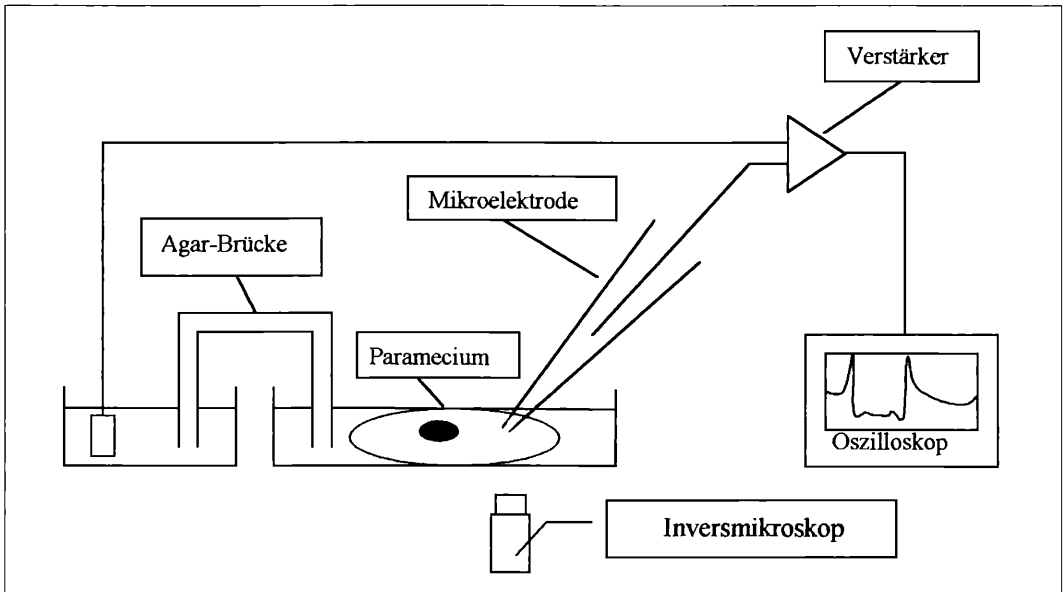 Verstärker
Mikroelektrode
Agar-Brücke
Paramecium
Oszilloskop
Inversmikroskop